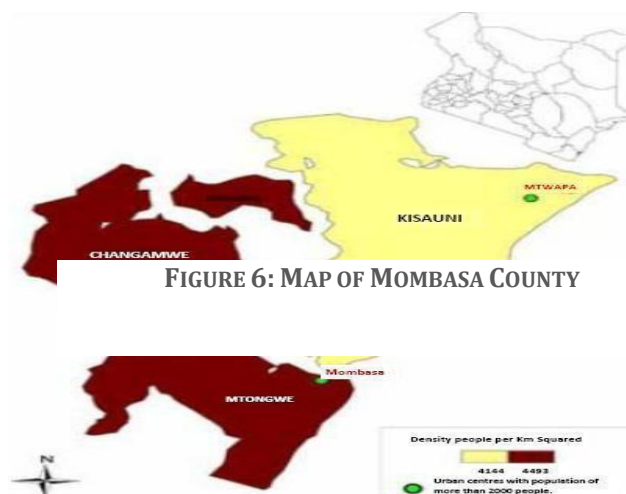 MTWAPA
KISAUNI
CHANGAMWE
FIGURE 6: MAP OF MOMBASA COUNTY
Mombasa
MTONGWE
N
Density people per Km Squared
4164 4493
Urban centres with population of
more than 2000 people.